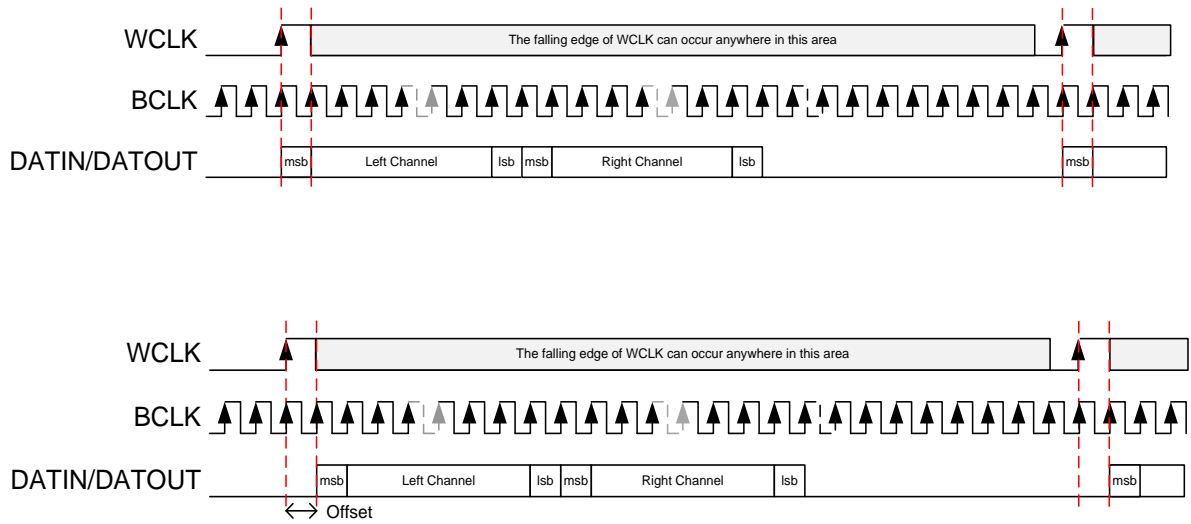 WCLK
The falling edge of WCLK can occur anywhere in this area
BCLK
DATIN/DATOUT
msb
Left Channel
lsb
msb
Right Channel
lsb
msb
WCLK
The falling edge of WCLK can occur anywhere in this area
BCLK
DATIN/DATOUT
msb
Left Channel
lsb
msb
Right Channel
lsb
msb
Offset